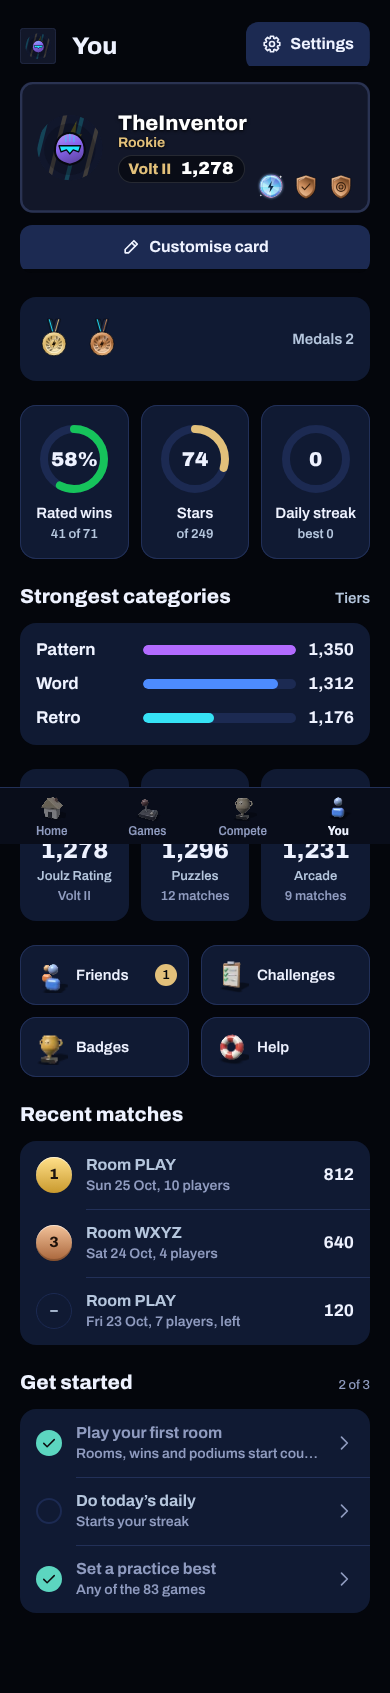 You
Settings
TheInventor
Rookie
Volt II 1,278
Customise card
Medals 2
58%
Rated wins
41 of 71
74
Stars
of 249
0
Daily streak
best 0
Strongest categories
Tiers
Pattern 1,350
Word 1,312
Retro 1,176
Home
Games
Compete
You
1,278
Joulz Rating
Volt II
1,296
Puzzles
12 matches
1,231
Arcade
9 matches
Friends 1
Challenges
Badges
Help
Recent matches
1
Room PLAY
Sun 25 Oct, 10 players
812
3
Room WXYZ
Sat 24 Oct, 4 players
640
–
Room PLAY
Fri 23 Oct, 7 players, left
120
Get started
2 of 3
Play your first room
Rooms, wins and podiums start cou...
Do today’s daily
Starts your streak
Set a practice best
Any of the 83 games